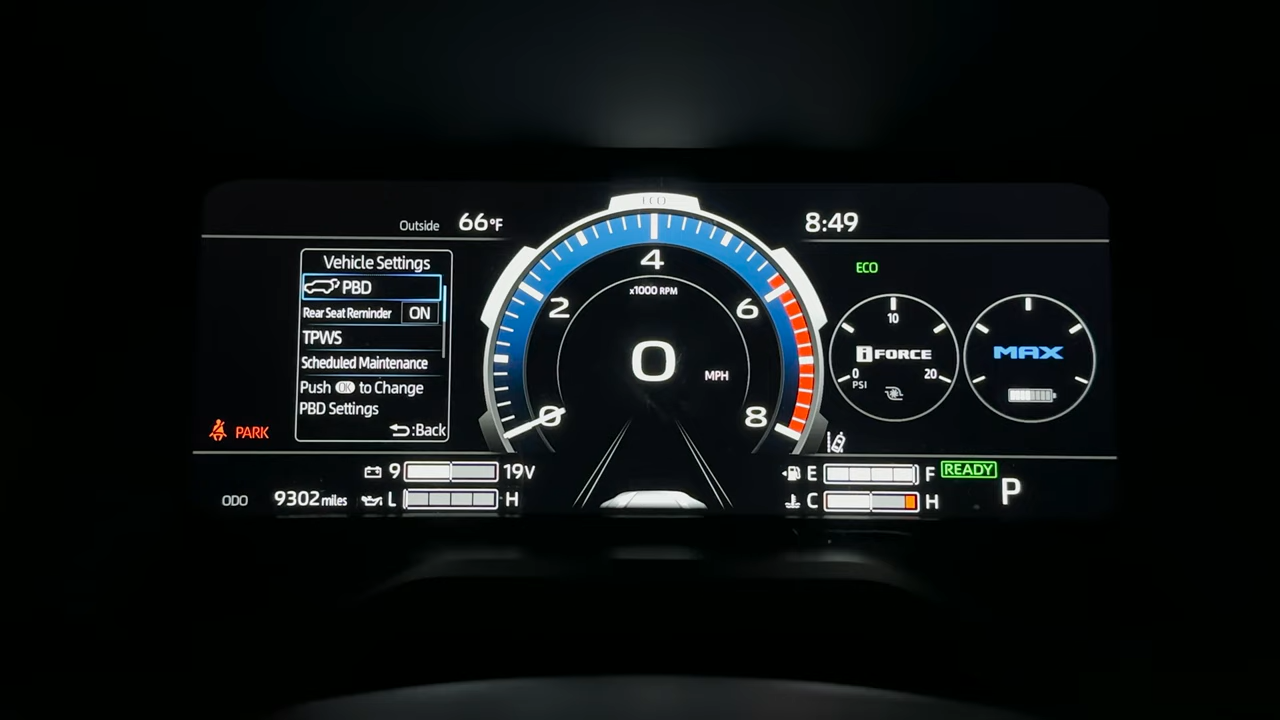 ECO
Outside 66°F
8:49
Vehicle Settings
PBD
Rear Seat Reminder ON
TPWS
Scheduled Maintenance
Push OK to Change
PBD Settings
:Back
PARK
0 2 4 6 8
x1000 RPM
0 MPH
ECO
10
i FORCE
0 20
PSI
MAX
9 19V
L H
ODO 9302 miles
E F
C H
READY
P